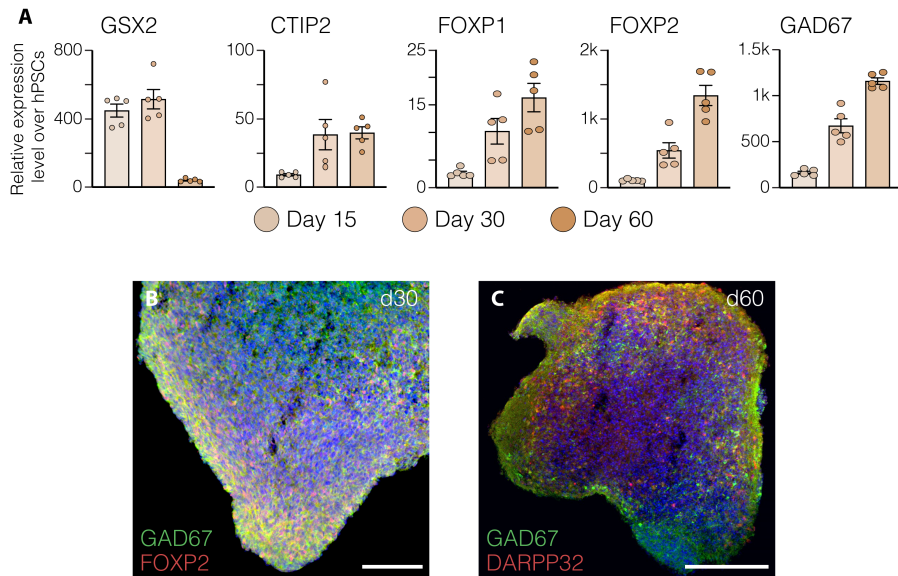 A
GSX2
CTIP2
FOXP1
FOXP2
GAD67
Relative expression
level over hPSCs
800
400
0
100
50
0
25
15
5
0
2k
1k
0
1.5k
1k
500
0
Day 15
Day 30
Day 60
B
d30
GAD67
FOXP2
C
d60
GAD67
DARPP32